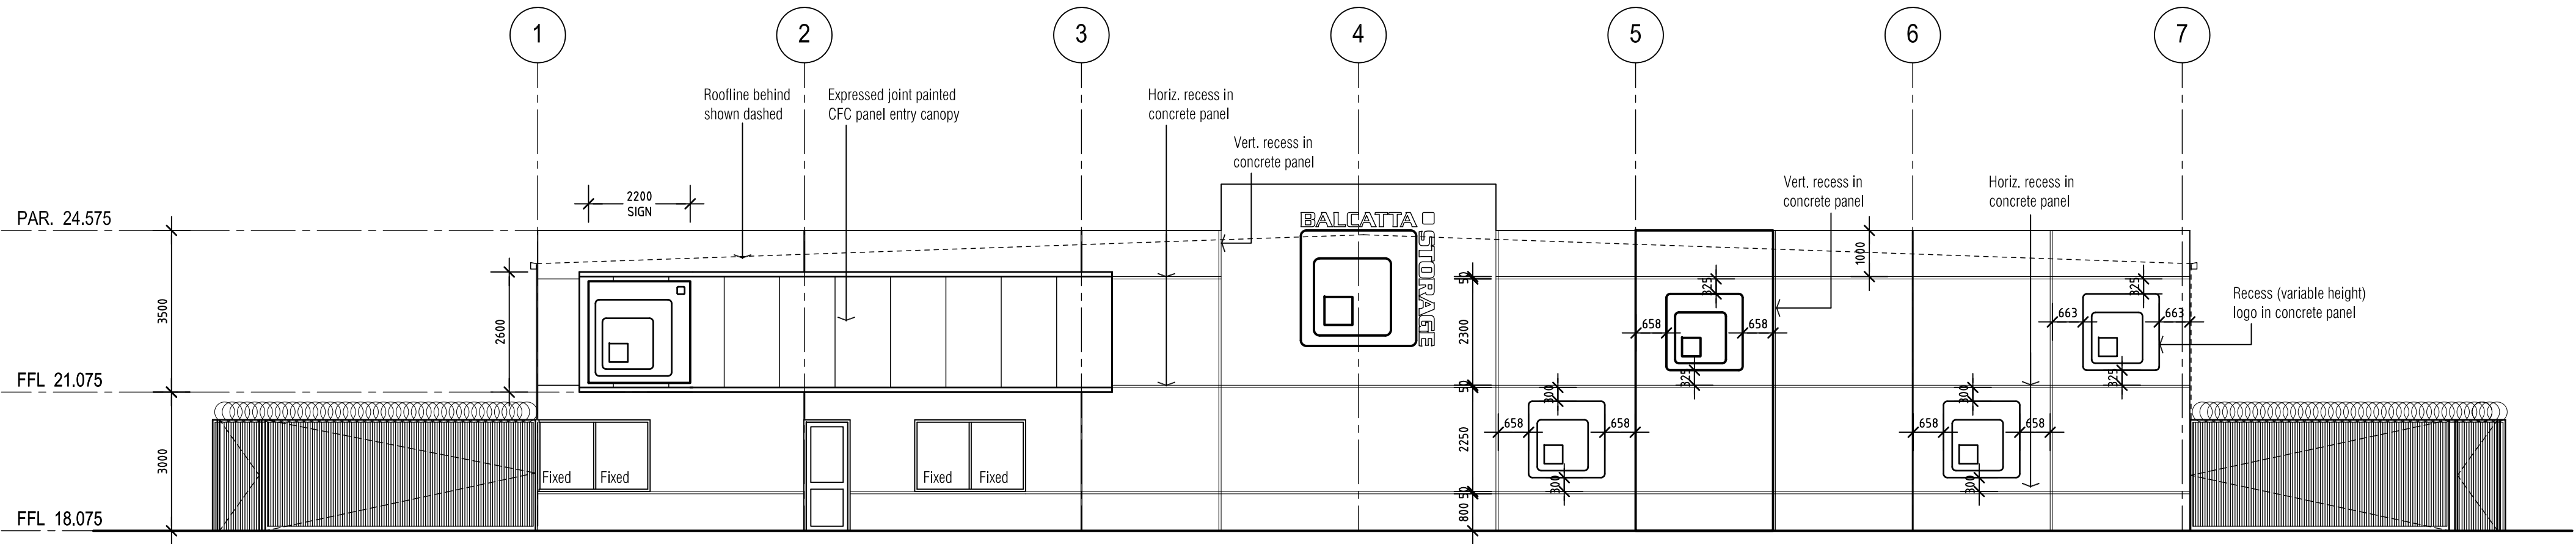 1
2
3
4
5
6
7
Roofline behind
shown dashed
Expressed joint painted
CFC panel entry canopy
Horiz. recess in
concrete panel
Vert. recess in
concrete panel
Vert. recess in
concrete panel
Horiz. recess in
concrete panel
2200
SIGN
PAR. 24.575
BALCATTA
STORAGE
1000
3500
2600
50
2300
325
658
658
325
325
663
663
325
Recess (variable height)
logo in concrete panel
FFL 21.075
50
300
658
658
300
300
658
658
300
3000
2250
Fixed
Fixed
Fixed
Fixed
50
800
FFL 18.075